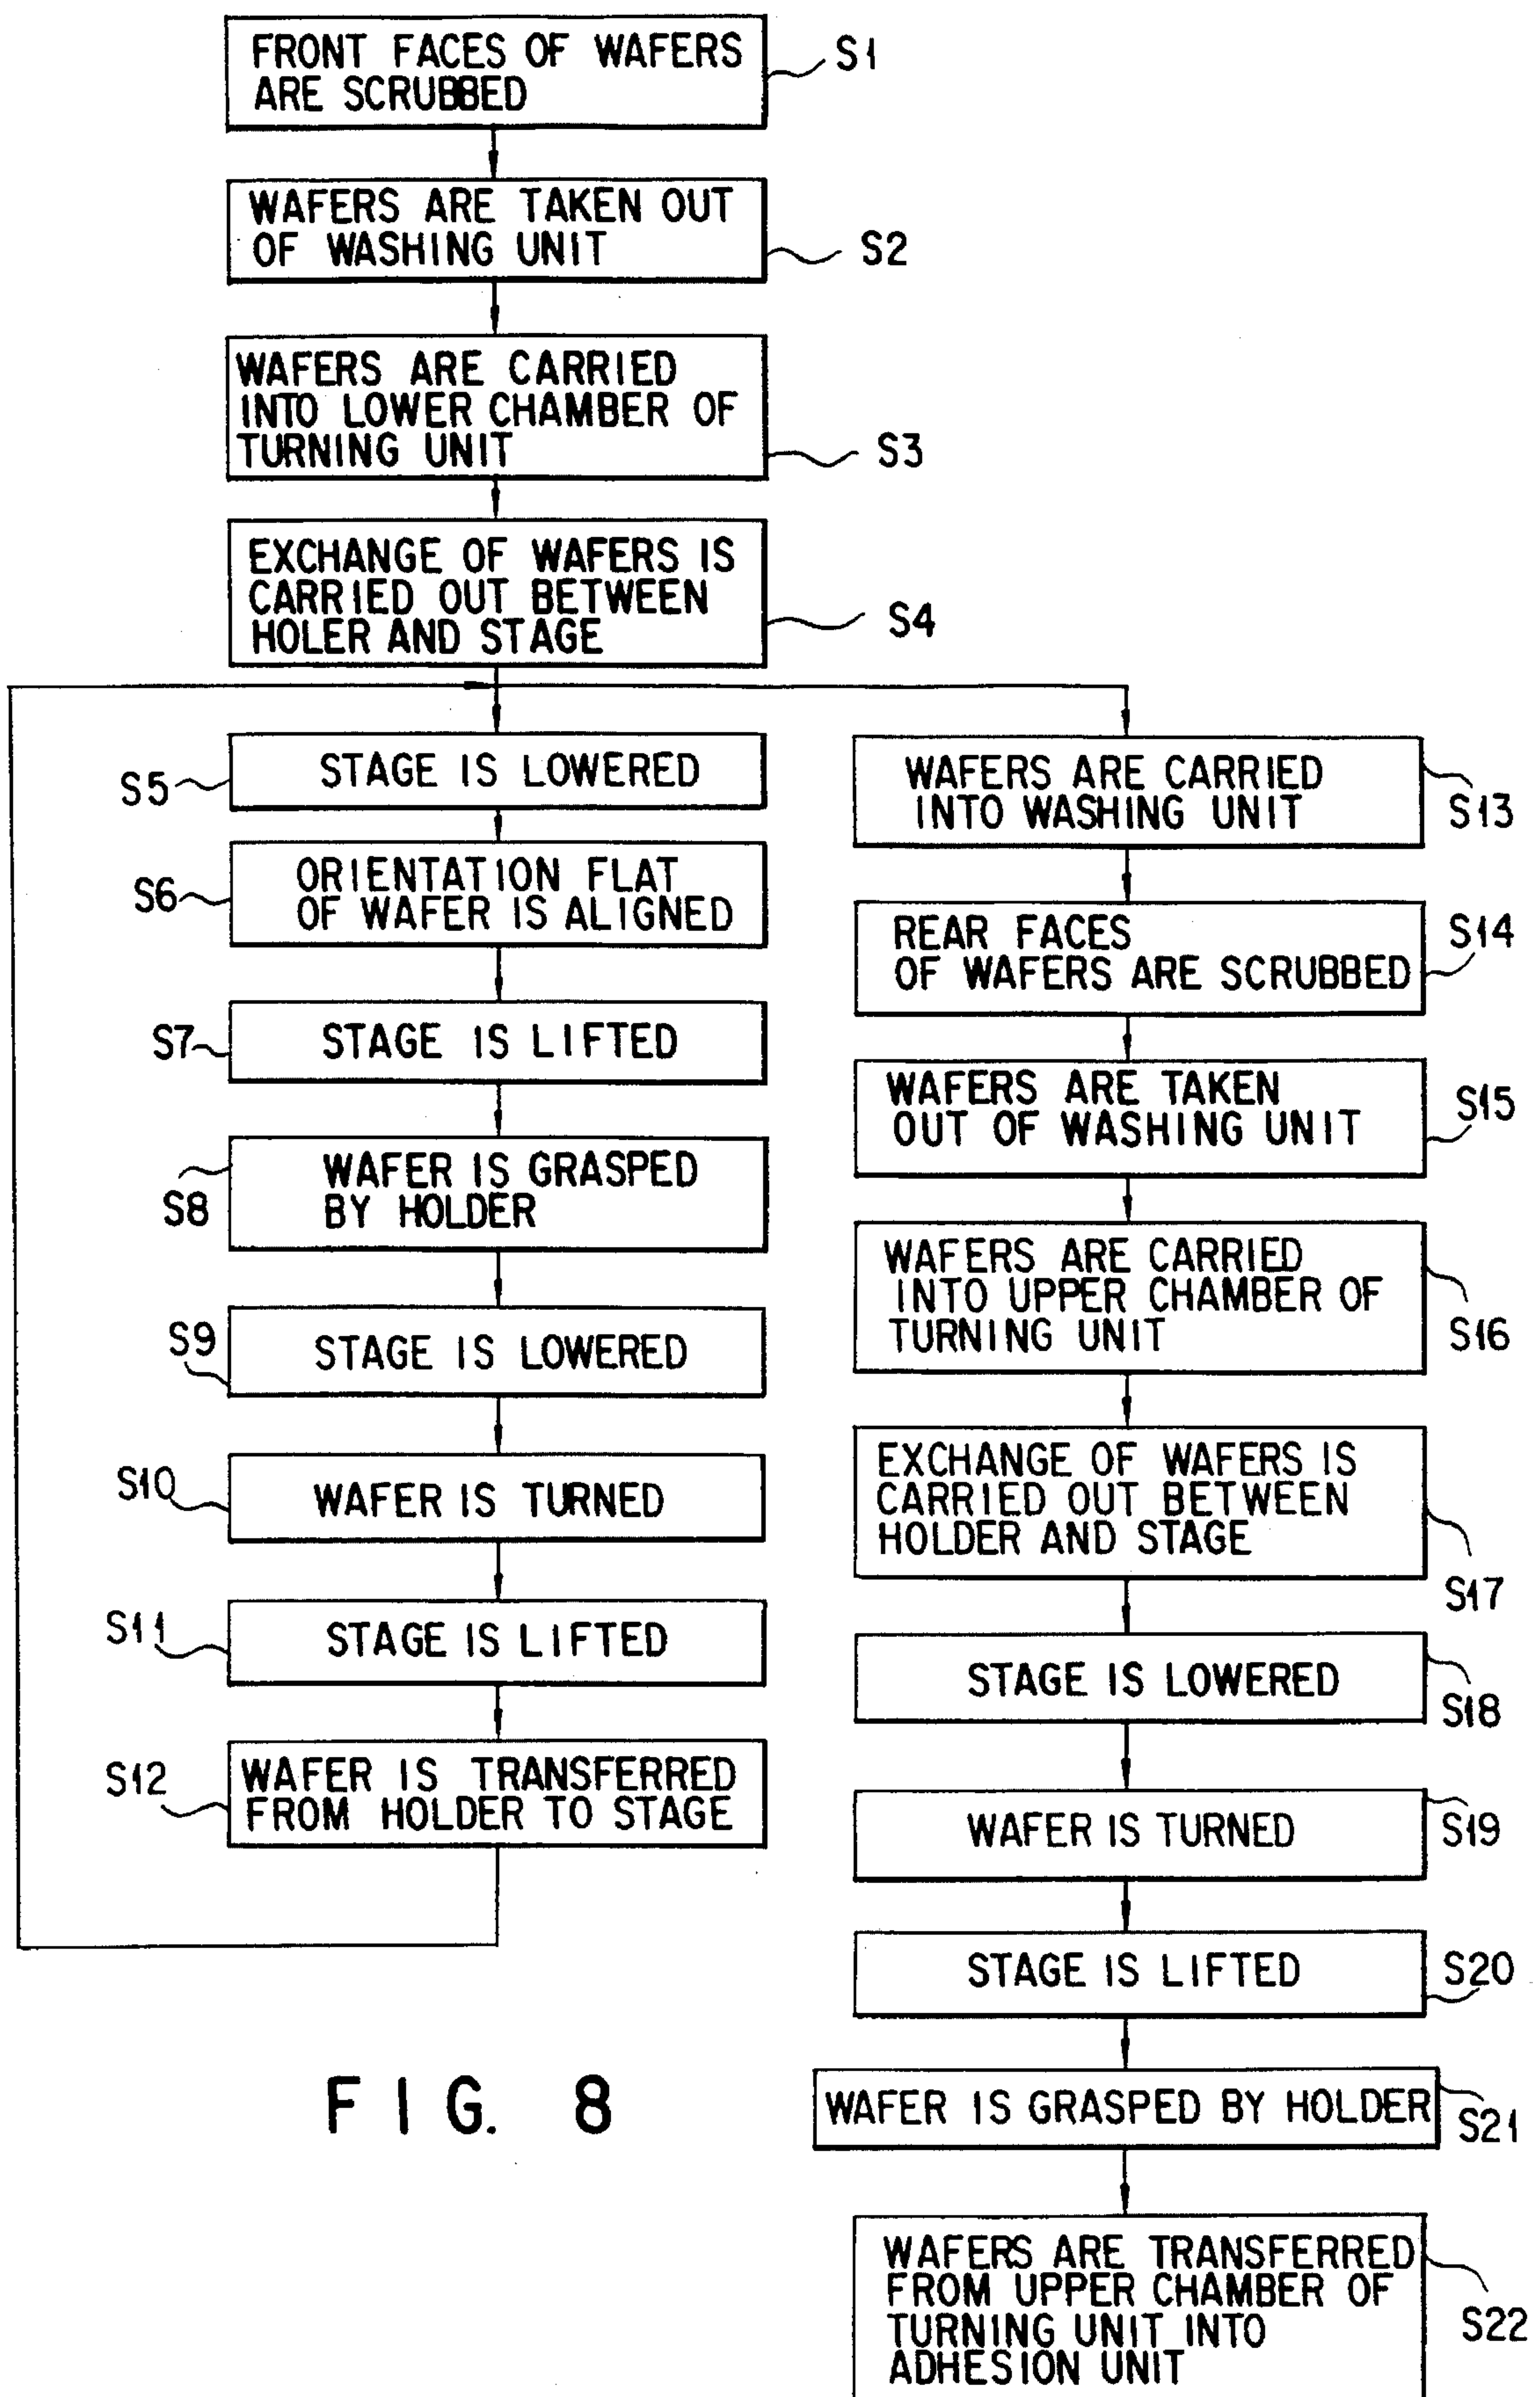 FRONT FACES OF WAFERS
ARE SCRUBBED
S1
WAFERS ARE TAKEN OUT
OF WASHING UNIT
S2
WAFERS ARE CARRIED
INTO LOWER CHAMBER OF
TURNING UNIT
S3
EXCHANGE OF WAFERS IS
CARRIED OUT BETWEEN
HOLER AND STAGE
S4
STAGE IS LOWERED
S5
ORIENTATION FLAT
OF WAFER IS ALIGNED
S6
STAGE IS LIFTED
S7
WAFER IS GRASPED
BY HOLDER
S8
STAGE IS LOWERED
S9
WAFER IS TURNED
S10
STAGE IS LIFTED
S11
WAFER IS TRANSFERRED
FROM HOLDER TO STAGE
S12
WAFERS ARE CARRIED
INTO WASHING UNIT
S13
REAR FACES
OF WAFERS ARE SCRUBBED
S14
WAFERS ARE TAKEN
OUT OF WASHING UNIT
S15
WAFERS ARE CARRIED
INTO UPPER CHAMBER OF
TURNING UNIT
S16
EXCHANGE OF WAFERS IS
CARRIED OUT BETWEEN
HOLDER AND STAGE
S17
STAGE IS LOWERED
S18
WAFER IS TURNED
S19
STAGE IS LIFTED
S20
WAFER IS GRASPED BY HOLDER
S21
WAFERS ARE TRANSFERRED
FROM UPPER CHAMBER OF
TURNING UNIT INTO
ADHESION UNIT
S22
FIG. 8